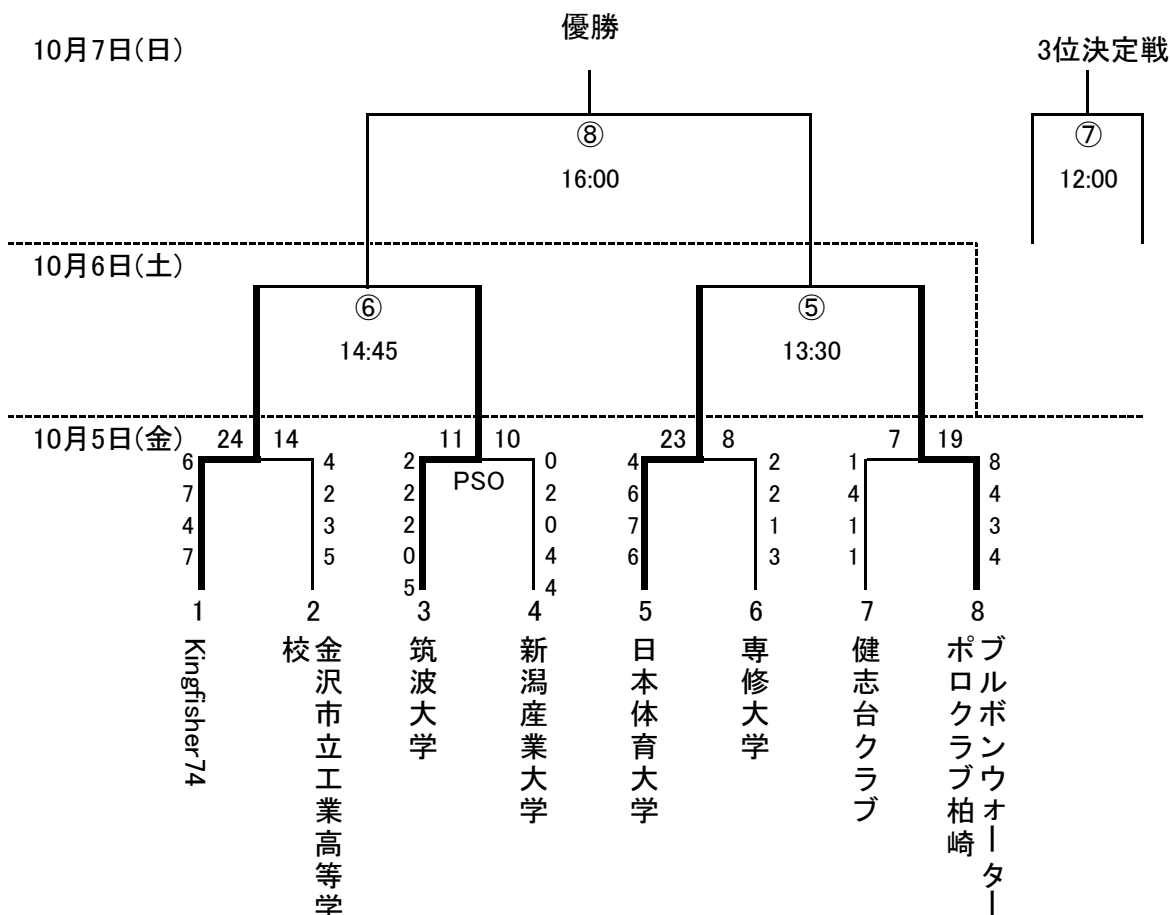 優勝
10月7日(日)
3位決定戦
⑧
⑦
16:00
12:00
10月6日(土)
⑥
⑤
14:45
13:30
10月5日(金)
24 14
11 10
23 8
7 19
PSO
6 4 2 0 4 2 1 8
7 2 2 2 6 2 4 4
4 3 2 0 7 1 1 3
7 5 0 4 6 3 1 4
5 4
1 2 3 4 5 6 7 8
Kingfisher74
金沢市立工業高等学
校
筑波大学
新潟産業大学
日本体育大学
専修大学
健志台クラブ
ブルボンウォーター
ポロクラブ柏崎